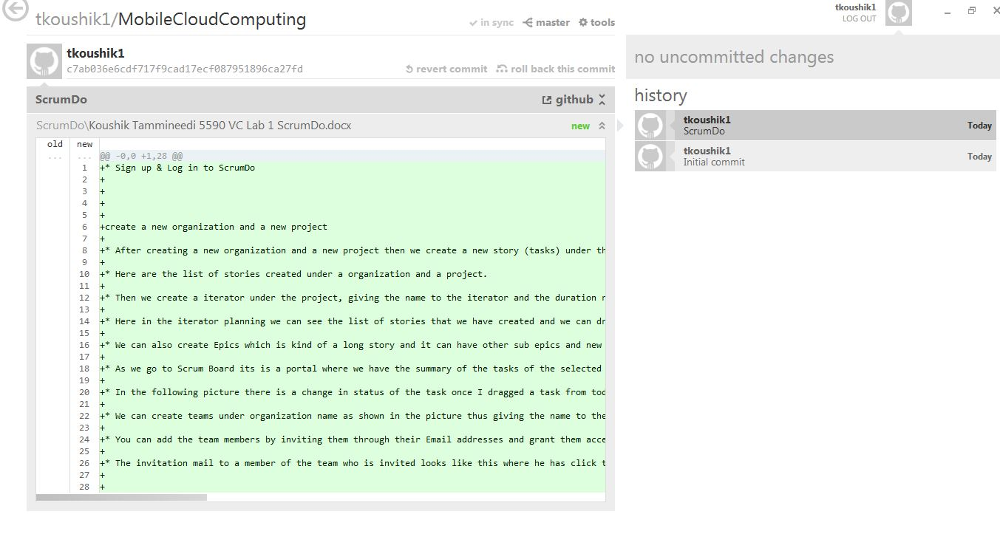 tkoushik1/MobileCloudComputing
in sync master tools
tkoushik1
LOG OUT
tkoushik1
c7ab036e6cdf717f9cad17ecf087951896ca27fd
revert commit roll back this commit
ScrumDo github
ScrumDo\Koushik Tammineedi 5590 VC Lab 1 ScrumDo.docx new
old new
... ... @@ -0,0 +1,28 @@
1 +* Sign up & Log in to ScrumDo
2 +
3 +
4 +
5 +
6 +create a new organization and a new project
7 +
8 +* After creating a new organization and a new project then we create a new story (tasks) under th
9 +
10 +* Here are the list of stories created under a organization and a project.
11 +
12 +* Then we create a iterator under the project, giving the name to the iterator and the duration r
13 +
14 +* Here in the iterator planning we can see the list of stories that we have created and we can dr
15 +
16 +* We can also create Epics which is kind of a long story and it can have other sub epics and new
17 +
18 +* As we go to Scrum Board its is a portal where we have the summary of the tasks of the selected
19 +
20 +* In the following picture there is a change in status of the task once I dragged a task from tod
21 +
22 +* We can create teams under organization name as shown in the picture thus giving the name to the
23 +
24 +* You can add the team members by inviting them through their Email addresses and grant them acce
25 +
26 +* The invitation mail to a member of the team who is invited looks like this where he has click t
27 +
28 +
no uncommitted changes
history
tkoushik1
ScrumDo
Today
tkoushik1
Initial commit
Today